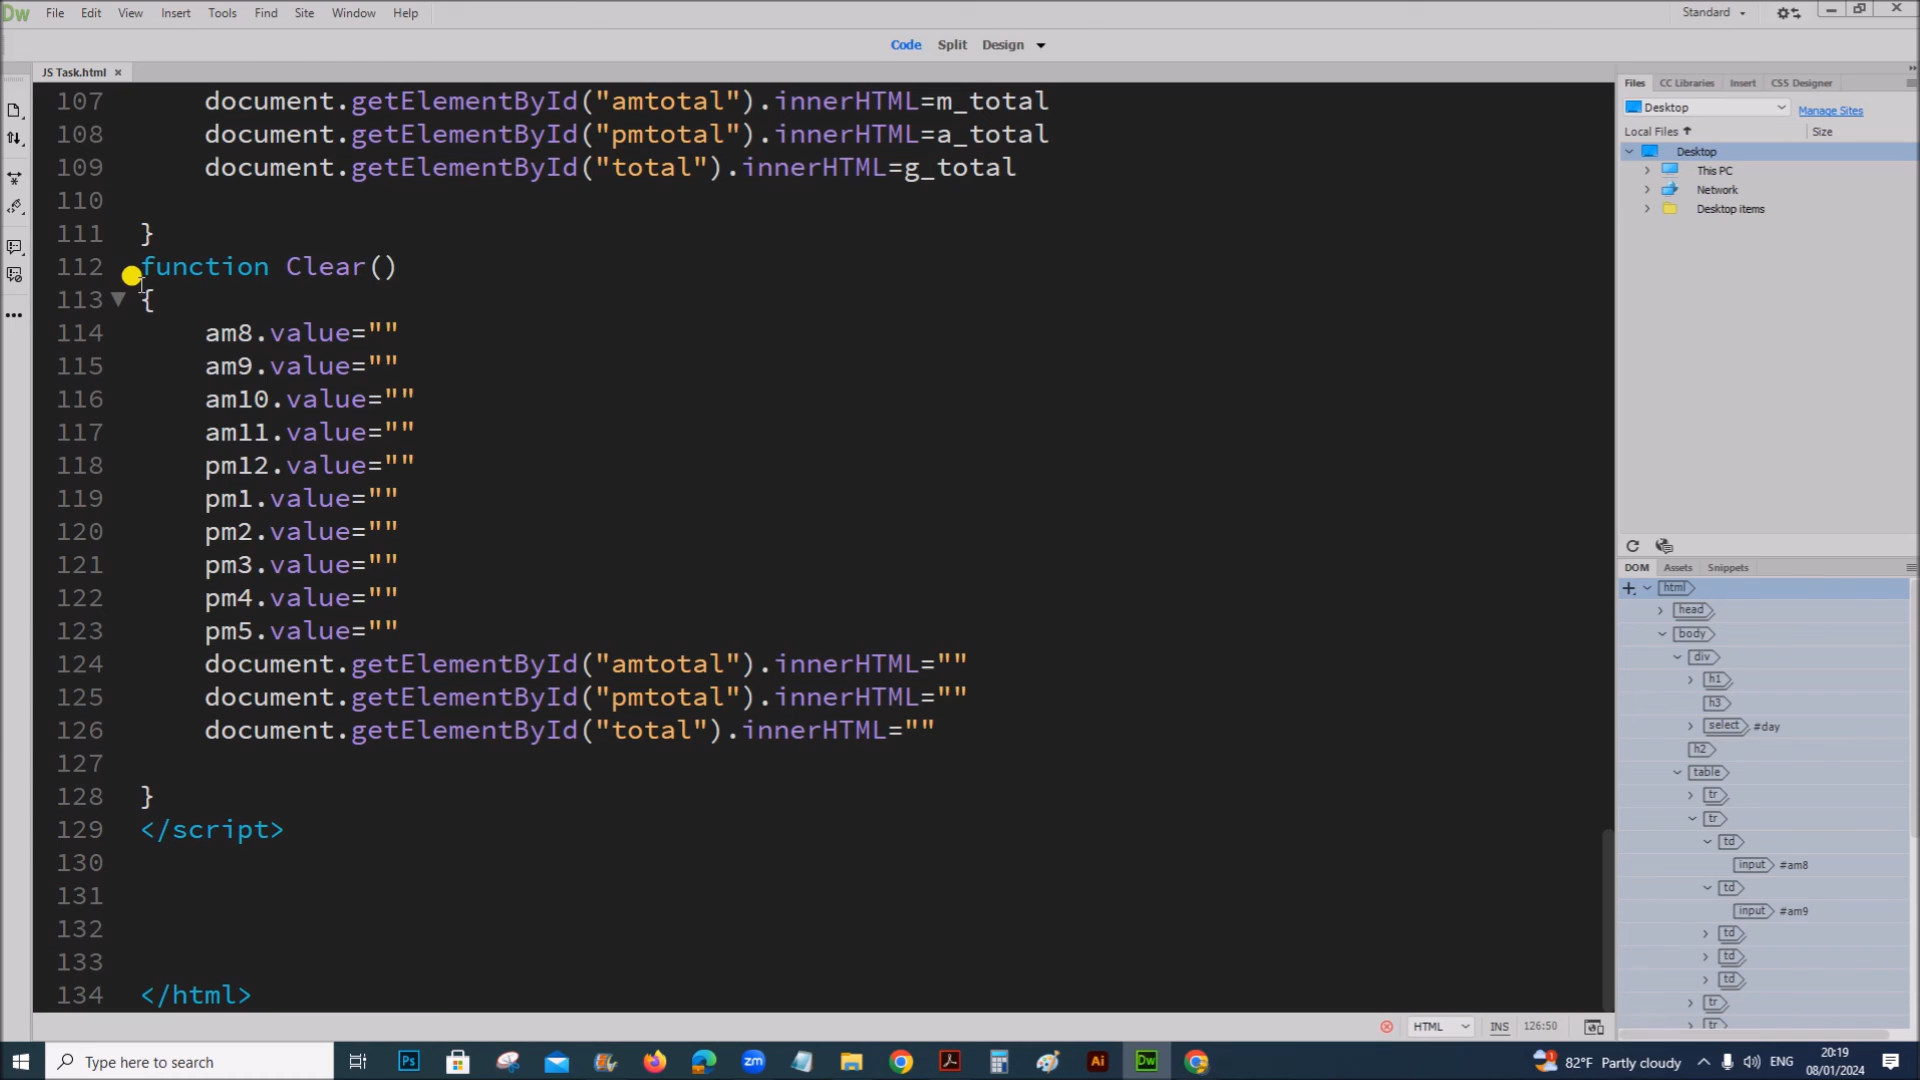 Dw File Edit View Insert Tools Find Site Window Help Standard
Code Split Design
JS Task.html
107 document.getElementById("amtotal").innerHTML=m_total
108 document.getElementById("pmtotal").innerHTML=a_total
109 document.getElementById("total").innerHTML=g_total
110
111 }
112 function Clear()
113 {
114 am8.value=""
115 am9.value=""
116 am10.value=""
117 am11.value=""
118 pm12.value=""
119 pm1.value=""
120 pm2.value=""
121 pm3.value=""
122 pm4.value=""
123 pm5.value=""
124 document.getElementById("amtotal").innerHTML=""
125 document.getElementById("pmtotal").innerHTML=""
126 document.getElementById("total").innerHTML=""
127
128 }
129 </script>
130
131
132
133
134 </html>
Files CC Libraries Insert CSS Designer
Desktop Manage Sites
Local Files Size
Desktop
This PC
Network
Desktop items
DOM Assets Snippets
html
head
body
div
h1
h3
select #day
h2
table
tr
tr
td
input #am8
td
input #am9
td
td
td
tr
tr
HTML INS 126:50
Type here to search
Ps zm Ai Dw
82°F Partly cloudy ENG
20:19
08/01/2024